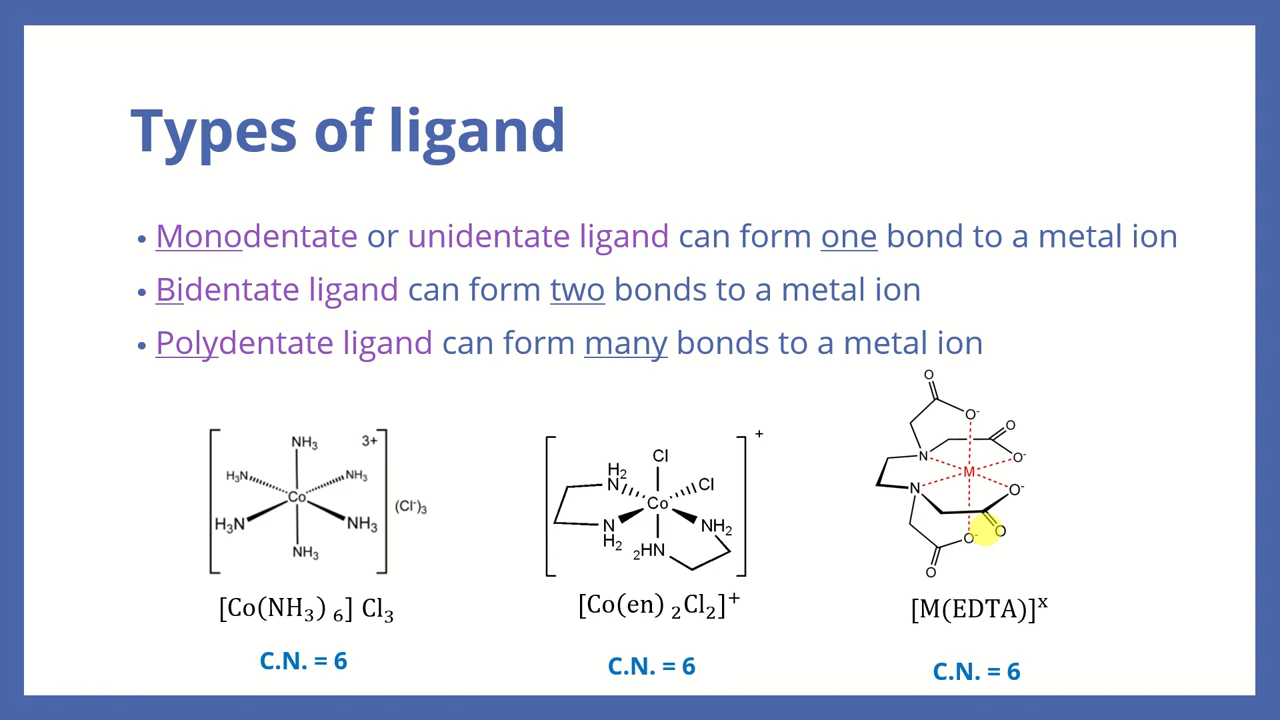 Types of ligand
• Monodentate or unidentate ligand can form one bond to a metal ion
• Bidentate ligand can form two bonds to a metal ion
• Polydentate ligand can form many bonds to a metal ion
NH₃ 3+
H₃N NH₃
Co (Cl⁻)₃
H₃N NH₃
NH₃
+
Cl
H₂
N Cl
Co
N NH₂
H₂ ₂HN
O
O⁻
O
N O⁻
M
N O⁻
O
O⁻
O
[Co(NH₃) ₆] Cl₃
[Co(en) ₂Cl₂]⁺
[M(EDTA)]ˣ
C.N. = 6
C.N. = 6
C.N. = 6